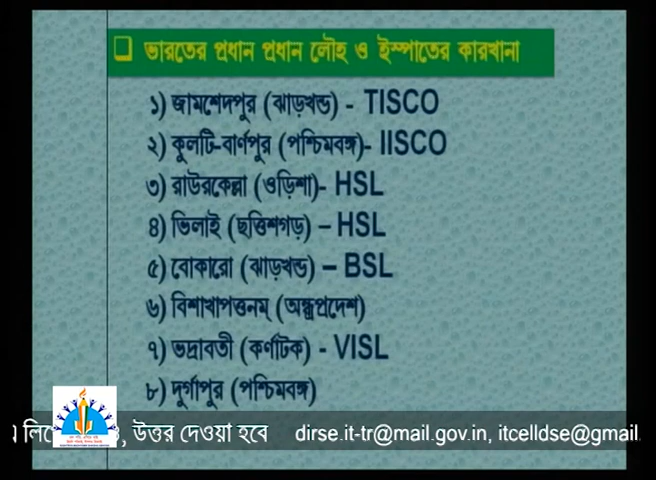 ভারতের প্রধান প্রধান লৌহ ও ইস্পাতের কারখানা
১) জামশেদপুর (ঝাড়খন্ড) - TISCO
২) কুলটি-বার্ণপুর (পশ্চিমবঙ্গ)- IISCO
৩) রাউরকেল্লা (ওড়িশা)- HSL
৪) ভিলাই (ছত্তিশগড়) – HSL
৫) বোকারো (ঝাড়খন্ড) – BSL
৬) বিশাখাপত্তনম্ (অন্ধ্রপ্রদেশ)
৭) ভদ্রাবতী (কর্ণাটক) - VISL
৮) দুর্গাপুর (পশ্চিমবঙ্গ)
উত্তর দেওয়া হবে dirse.it-tr@mail.gov.in, itcelldse@gmail.